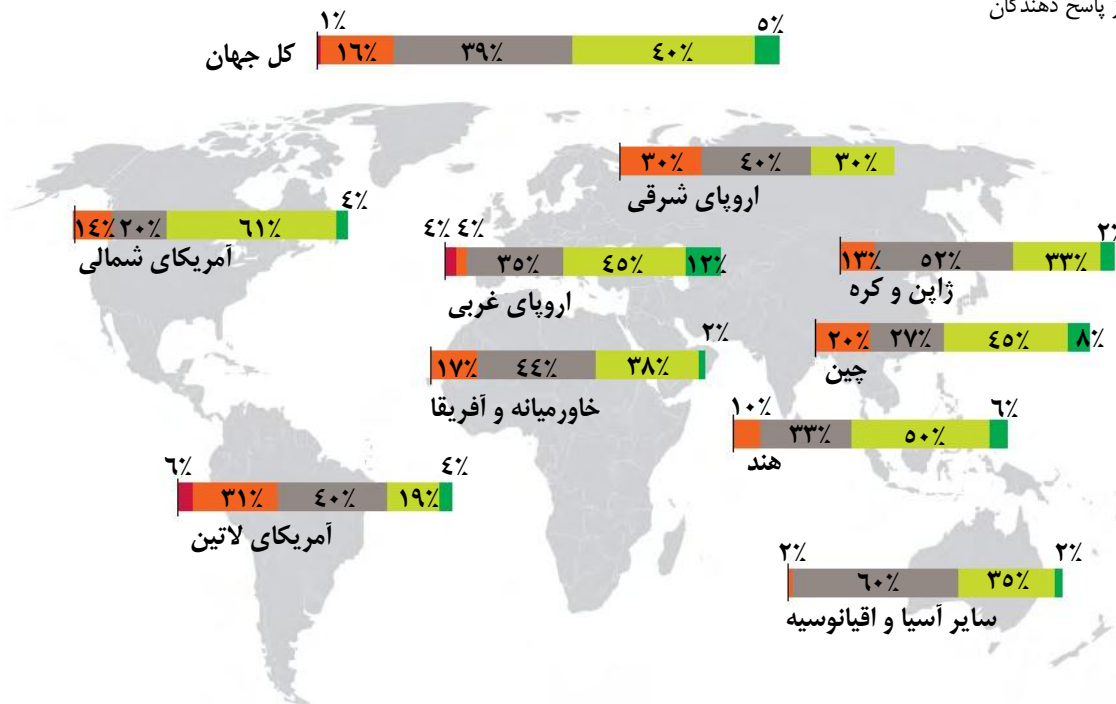 پاسخ دهندگان
۱٪ ۵٪
کل جهان ۱۶٪ ۳۹٪ ۴۰٪
۳۰٪ ۴۰٪ ۳۰٪
اروپای شرقی
۴٪
۱۴٪ ۲۰٪ ۶۱٪
آمریکای شمالی
۴٪ ۴٪
۳۵٪ ۴۵٪ ۱۲٪
اروپای غربی
۲٪
۱۳٪ ۵۲٪ ۳۳٪
ژاپن و کره
۲۰٪ ۲۷٪ ۴۵٪ ۸٪
چین
۲٪
۱۷٪ ۴۴٪ ۳۸٪
خاورمیانه و آفریقا
۱۰٪ ۶٪
۳۳٪ ۵۰٪
هند
۶٪ ۴٪
۳۱٪ ۴۰٪ ۱۹٪
آمریکای لاتین
۲٪ ۲٪
۶۰٪ ۳۵٪
سایر آسیا و اقیانوسیه